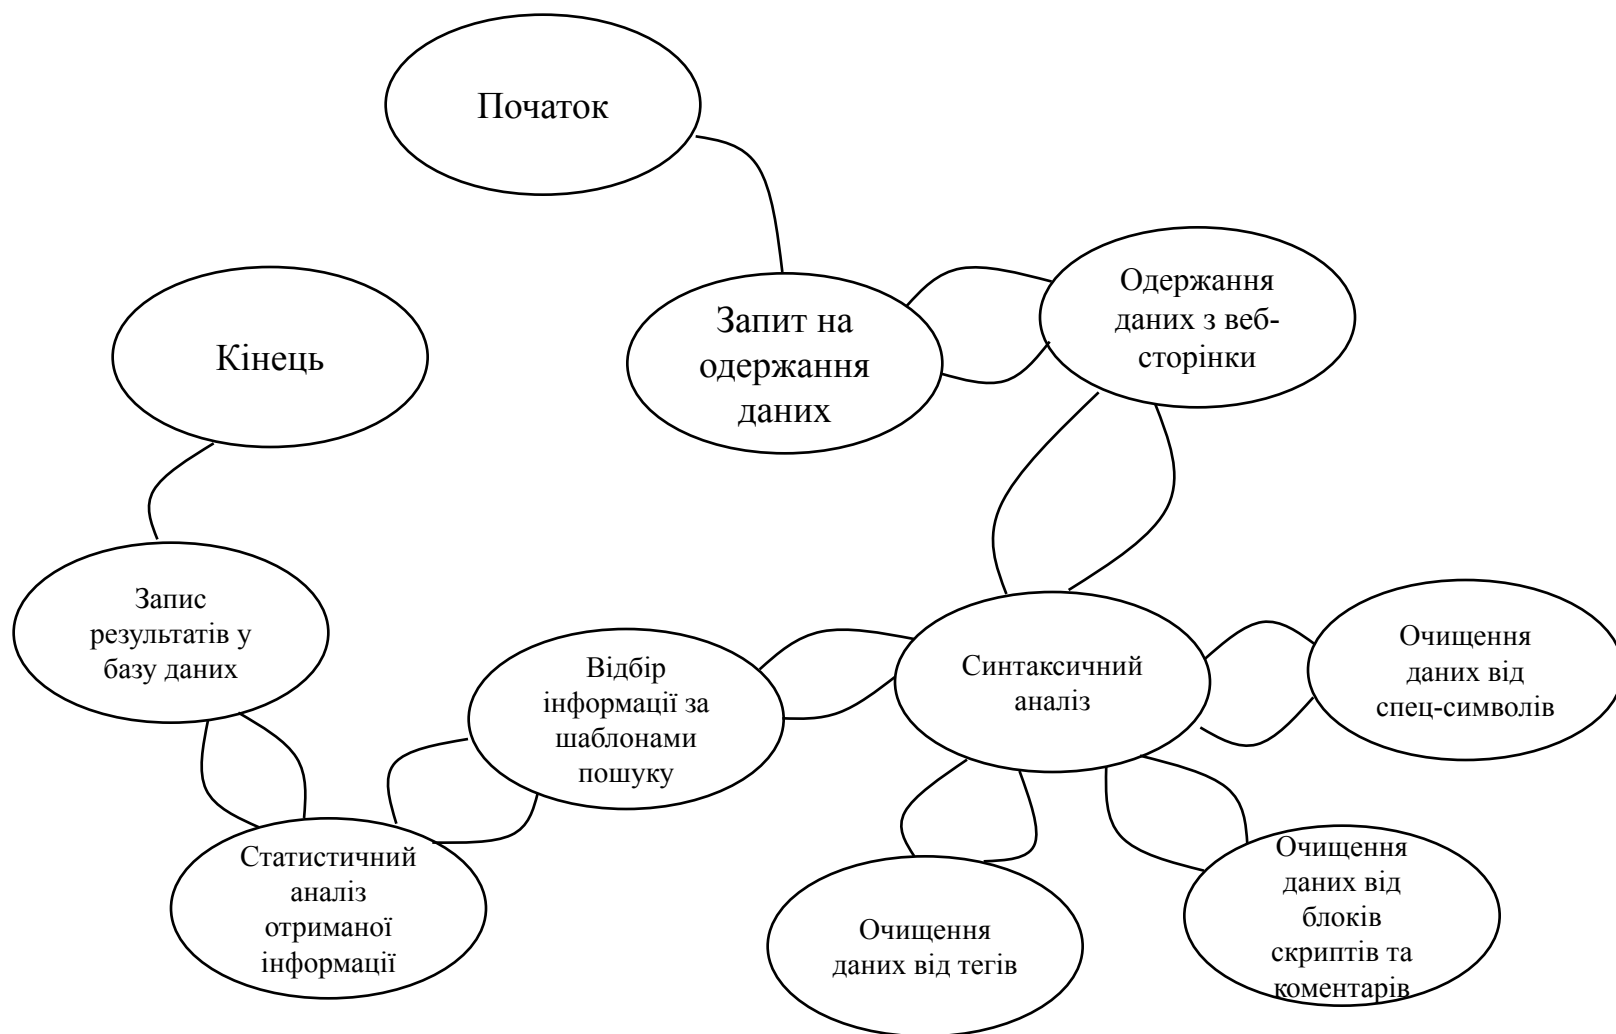 Початок
Запит на
одержання
даних
Одержання
даних з веб-
сторінки
Кінець
Запис
результатів у
базу даних
Відбір
інформації за
шаблонами
пошуку
Синтаксичний
аналіз
Очищення
даних від
спец-символів
Статистичний
аналіз
отриманої
інформації
Очищення
даних від тегів
Очищення
даних від
блоків
скриптів та
коментарів